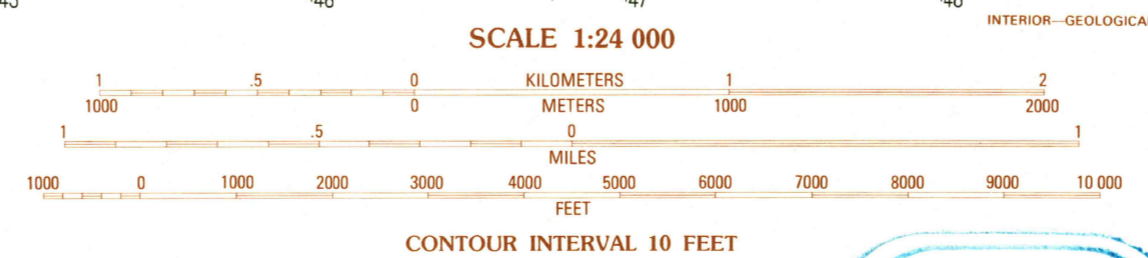 INTERIOR—GEOLOGICAL
SCALE 1:24 000
1 .5 0 KILOMETERS 1 2
1000 0 METERS 1000 2000
1 .5 0 1
MILES
1000 0 1000 2000 3000 4000 5000 6000 7000 8000 9000 10 000
FEET
CONTOUR INTERVAL 10 FEET